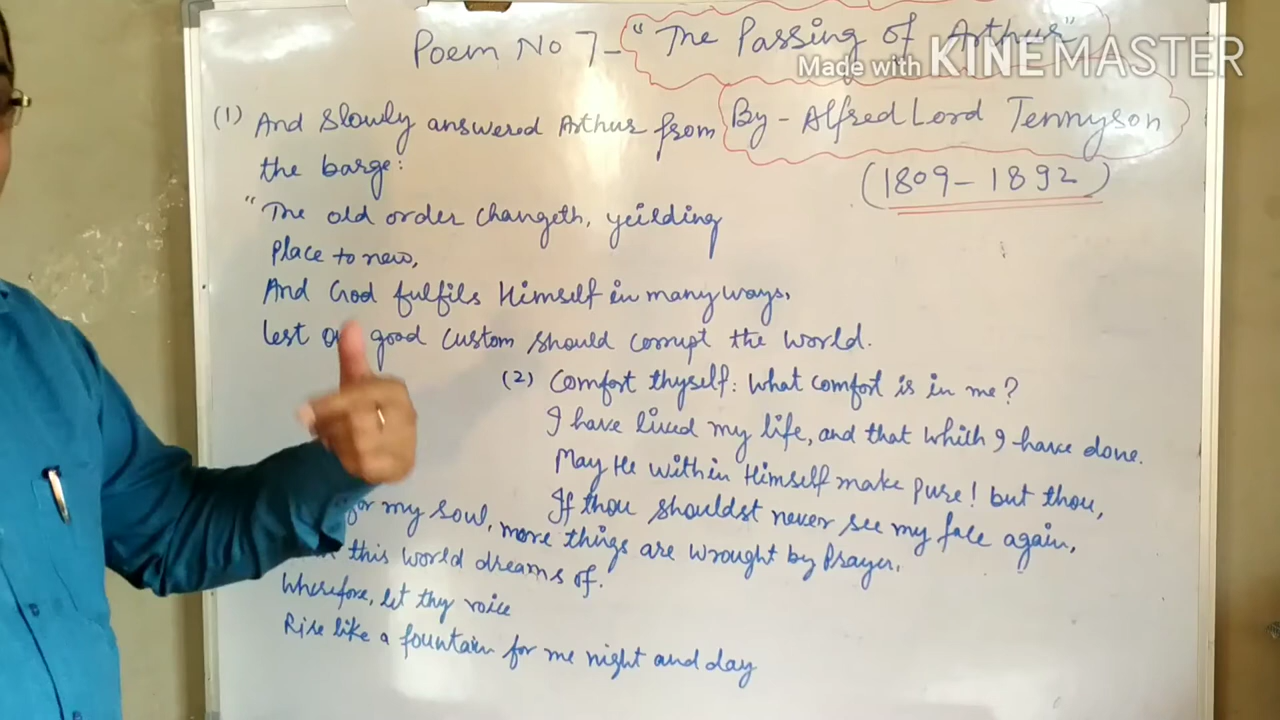 Poem No 7- "The Passing of Arthur"
Made with KINEMASTER
By - Alfred Lord Tennyson
(1809-1892)
(1) And slowly answered Arthur from
the barge:
"The old order changeth, yeilding
Place to new,
And God fulfils Himself in many ways,
lest good custom should corrupt the world.
(2) Comfort thyself: what comfort is in me?
I have lived my life, and that which I have done.
May He within Himself make pure! but thou,
If thou shouldst never see my face again,
for my soul, more things are wrought by Prayer.
this world dreams of.
Wherefore, let thy voice
Rise like a fountain for me night and day